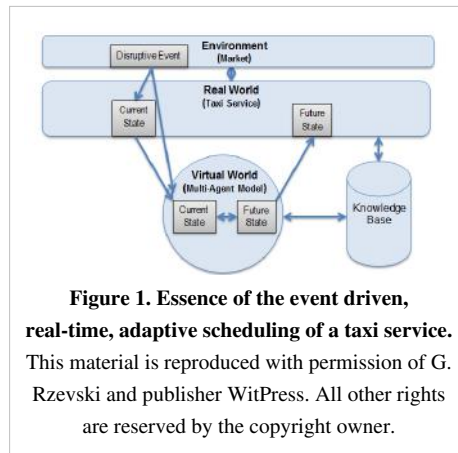 Environment
(Market)
Disruptive Event
Real World
(Taxi Service)
Current
State
Future
State
Virtual World
(Multi-Agent Model)
Current
State
Future
State
Knowledge
Base
Figure 1. Essence of the event driven,
real-time, adaptive scheduling of a taxi service.
This material is reproduced with permission of G.
Rzevski and publisher WitPress. All other rights
are reserved by the copyright owner.